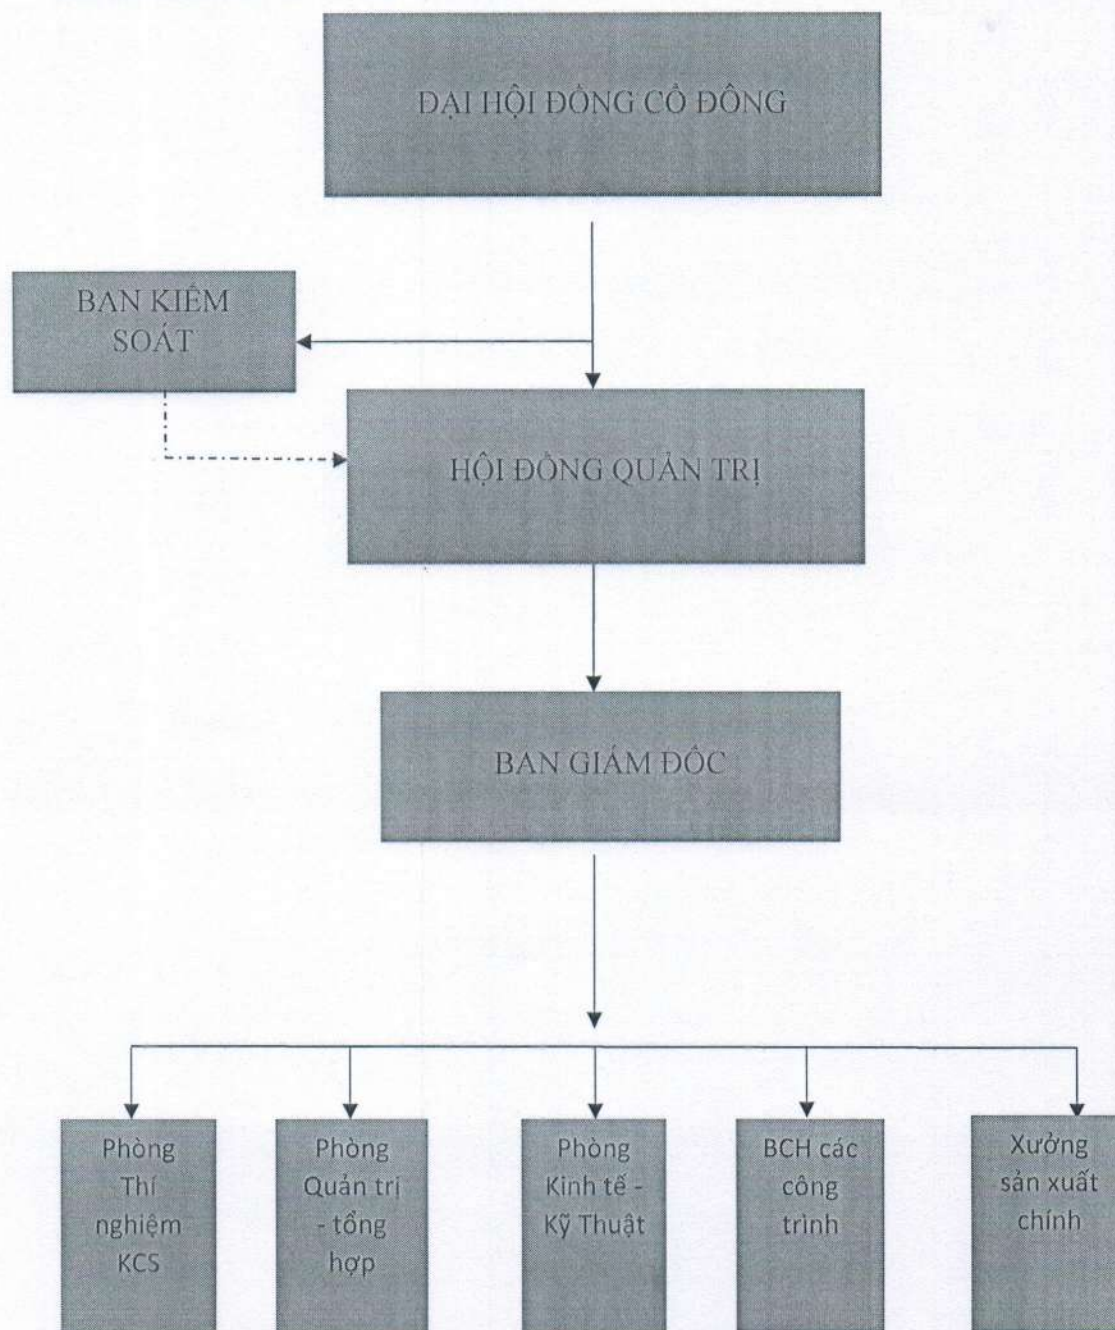 ĐẠI HỘI ĐỒNG CỔ ĐÔNG
BAN KIỂM
SOÁT
HỘI ĐỒNG QUẢN TRỊ
BAN GIÁM ĐỐC
Phòng
Thí
nghiệm
KCS
Phòng
Quản trị
- tổng
hợp
Phòng
Kinh tế -
Kỹ Thuật
BCH các
công
trình
Xưởng
sản xuất
chính